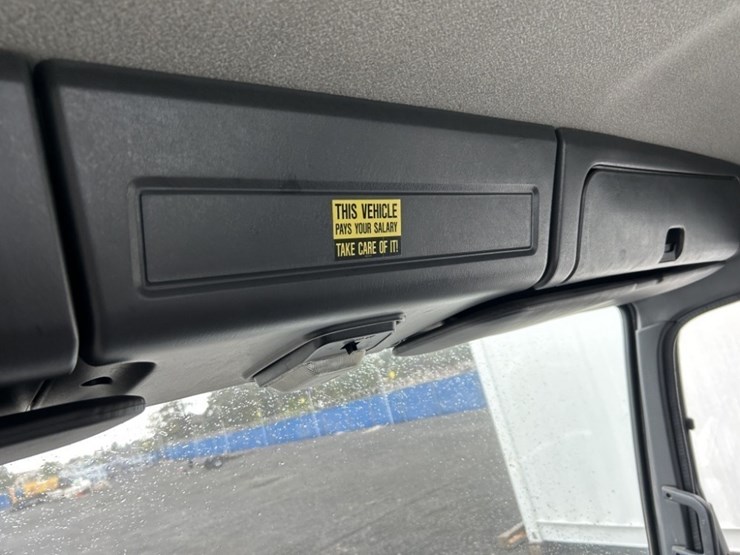 THIS VEHICLE
PAYS YOUR SALARY
TAKE CARE OF IT!